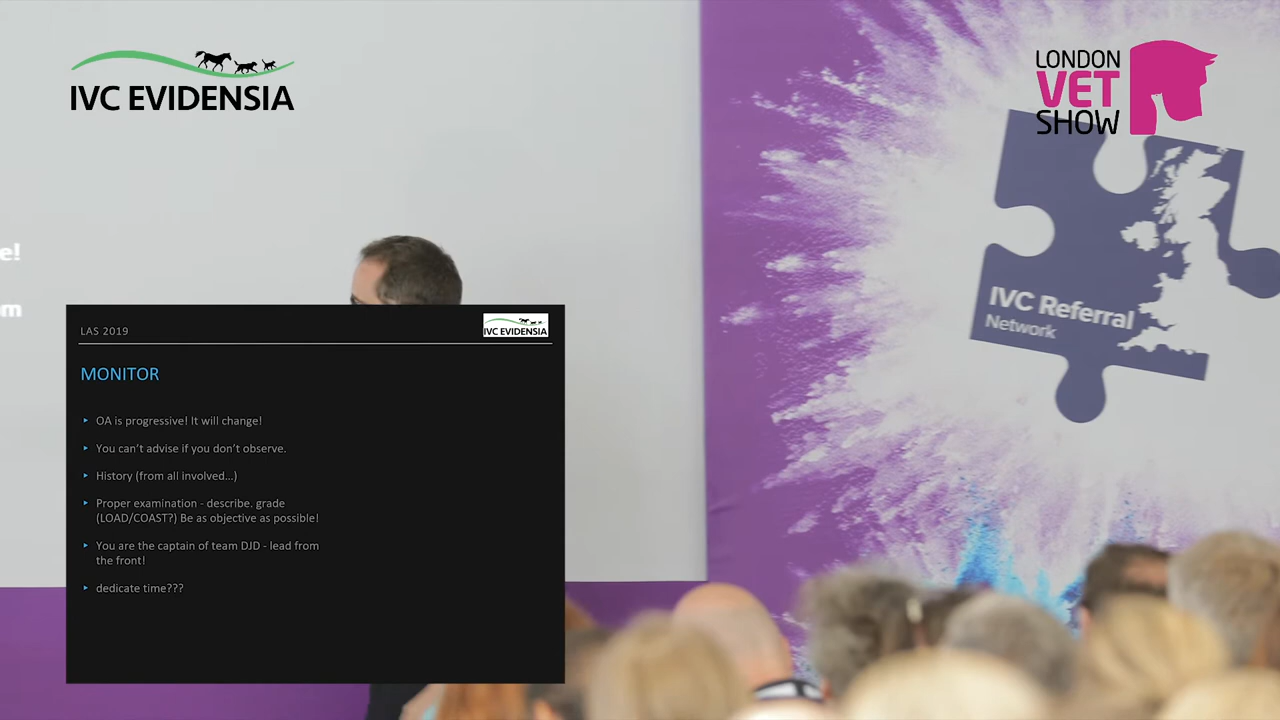 IVC EVIDENSIA
LONDON
VET
SHOW
e!
om
IVC Referral
Network
LAS 2019
IVC EVIDENSIA
MONITOR
OA is progressive! It will change!
You can't advise if you don't observe.
History (from all involved...)
Proper examination - describe. grade
(LOAD/COAST?) Be as objective as possible!
You are the captain of team DJD - lead from
the front!
dedicate time???